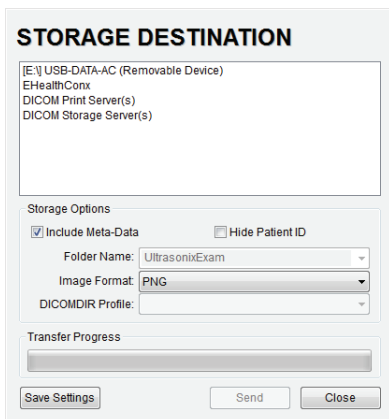 STORAGE DESTINATION
[E:\] USB-DATA-AC (Removable Device)
EHealthConx
DICOM Print Server(s)
DICOM Storage Server(s)
Storage Options
Include Meta-Data Hide Patient ID
Folder Name: UltrasonixExam
Image Format: PNG
DICOMDIR Profile:
Transfer Progress
Save Settings Send Close